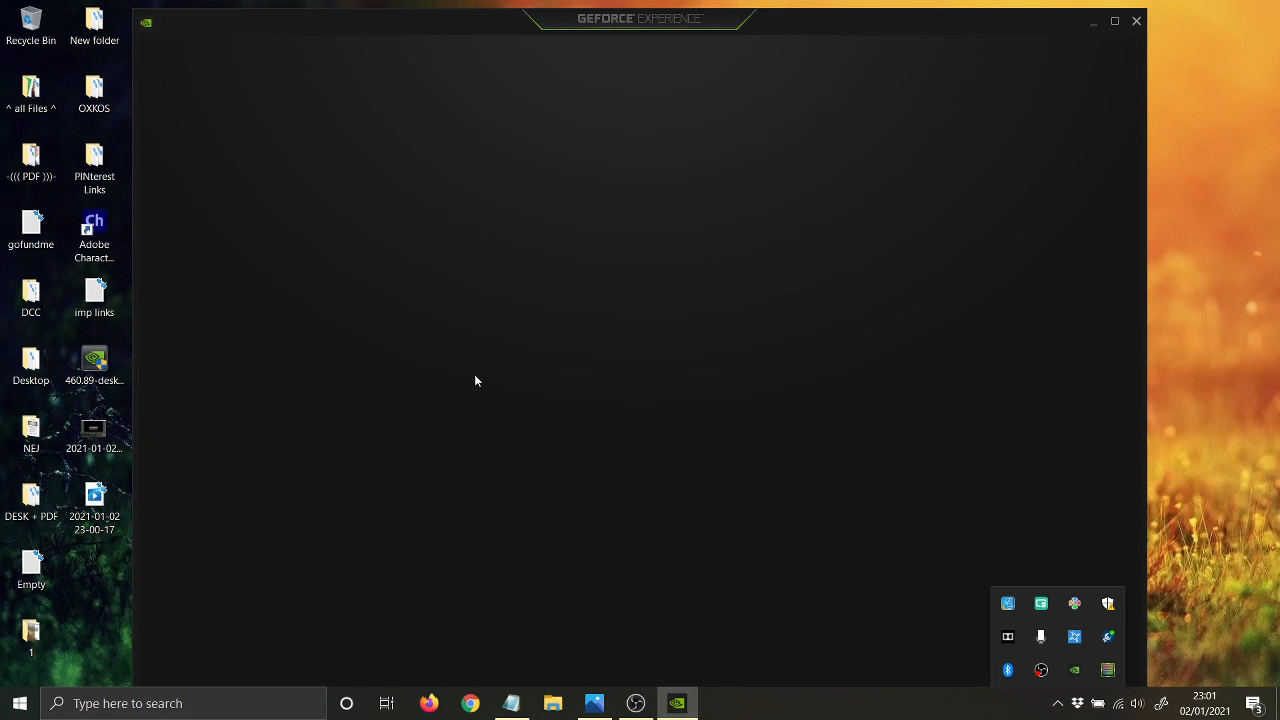 GEFORCE EXPERIENCE
Recycle Bin
New folder
^ all Files ^
OXKOS
-((( PDF )))-
PINterest
Links
gofundme
Ch
Adobe
Charact...
DCC
imp links
Desktop
460.89-desk...
NEJ
2021-01-02...
DESK + PDF
2021-01-02
23-00-17
Empty
1
Type here to search
23:01
02/01/2021
3